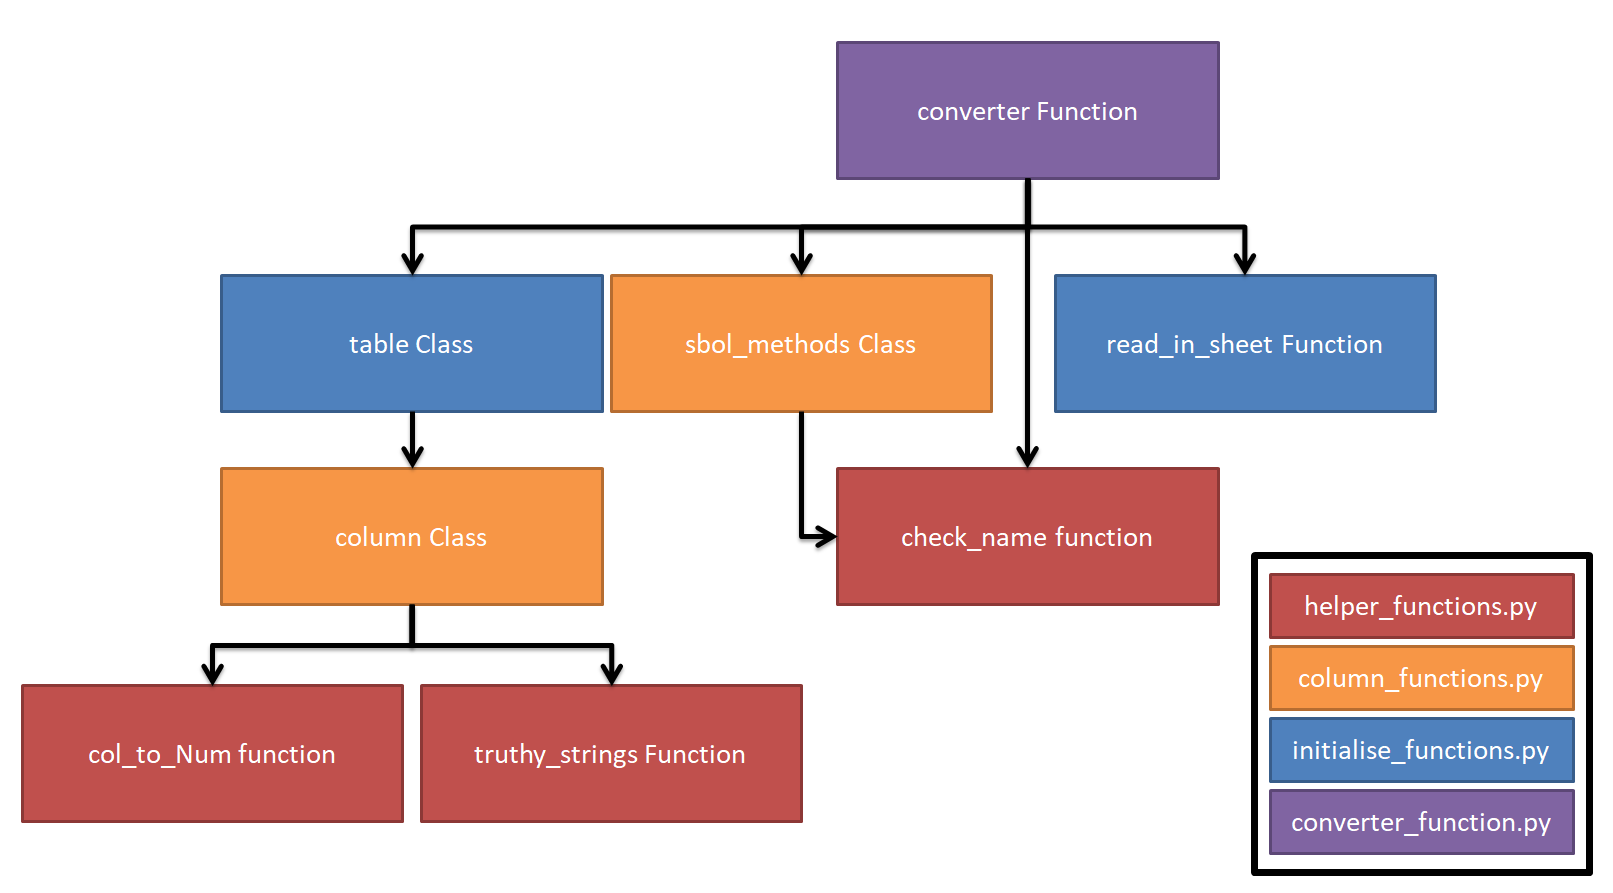 converter Function
table Class
sbol_methods Class
read_in_sheet Function
column Class
check_name function
col_to_Num function
truthy_strings Function
helper_functions.py
column_functions.py
initialise_functions.py
converter_function.py